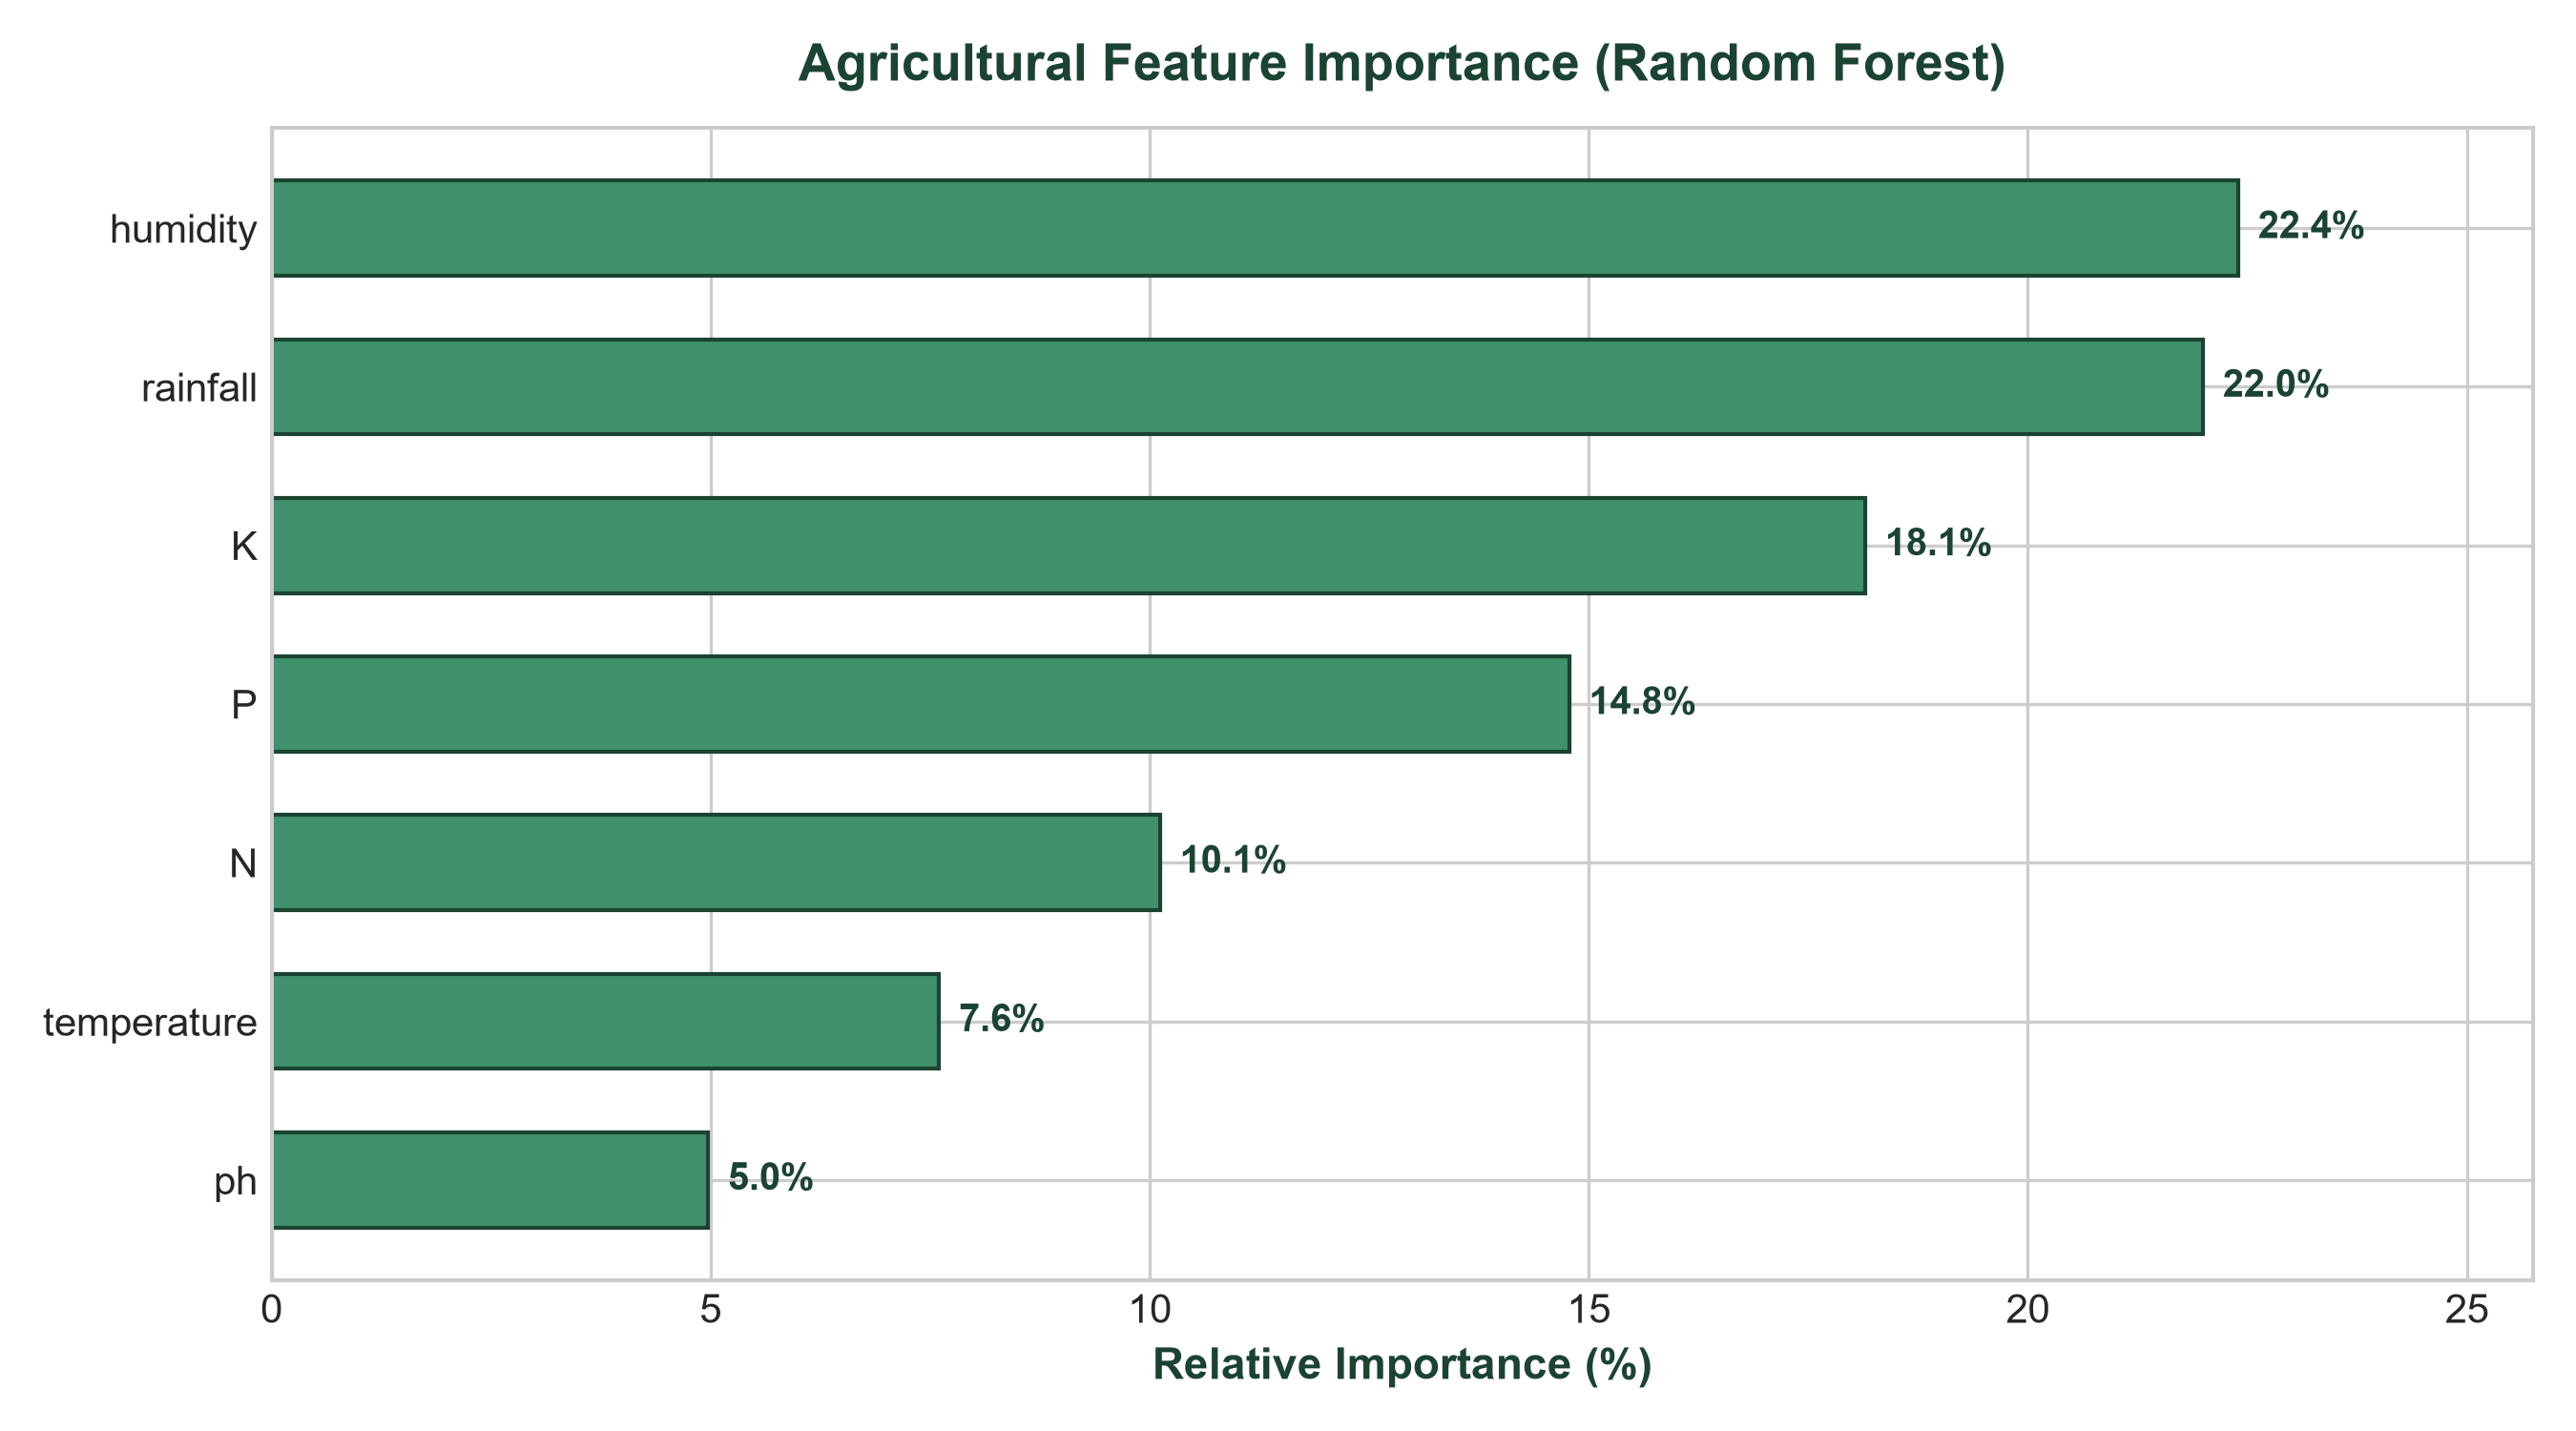 Agricultural Feature Importance (Random Forest)
humidity 22.4%
rainfall 22.0%
K 18.1%
P 14.8%
N 10.1%
temperature 7.6%
ph 5.0%
0 5 10 15 20 25
Relative Importance (%)